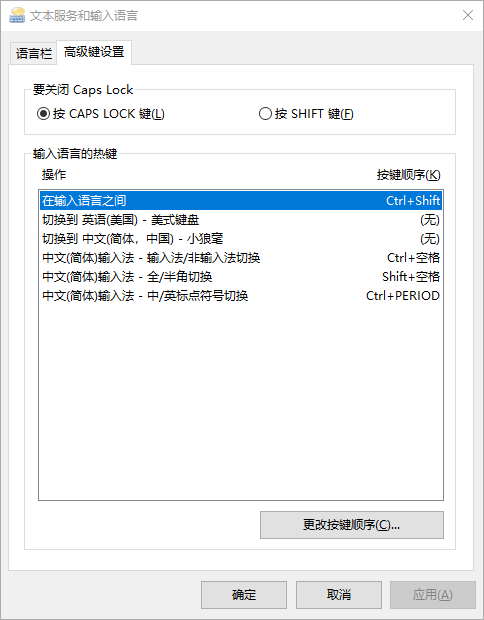 文本服务和输入语言
语言栏 高级键设置
要关闭 Caps Lock
按 CAPS LOCK 键(L) 按 SHIFT 键(F)
输入语言的热键
操作 按键顺序(K)
在输入语言之间 Ctrl+Shift
切换到 英语(美国) - 美式键盘 (无)
切换到 中文(简体，中国) - 小狼毫 (无)
中文(简体)输入法 - 输入法/非输入法切换 Ctrl+空格
中文(简体)输入法 - 全/半角切换 Shift+空格
中文(简体)输入法 - 中/英标点符号切换 Ctrl+PERIOD
更改按键顺序(C)...
确定 取消 应用(A)